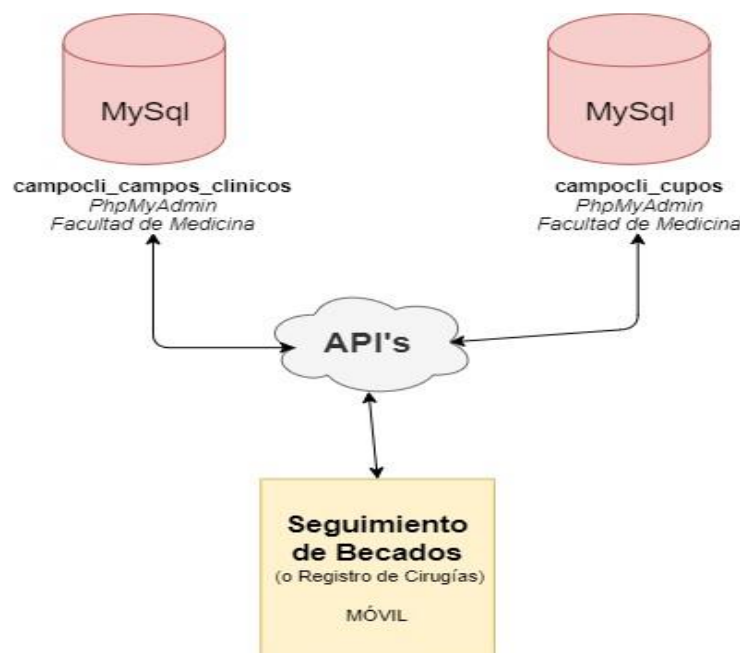 MySql
campocli_campos_clinicos
PhpMyAdmin
Facultad de Medicina
MySql
campocli_cupos
PhpMyAdmin
Facultad de Medicina
API's
Seguimiento
de Becados
(o Registro de Cirugías)
MÓVIL